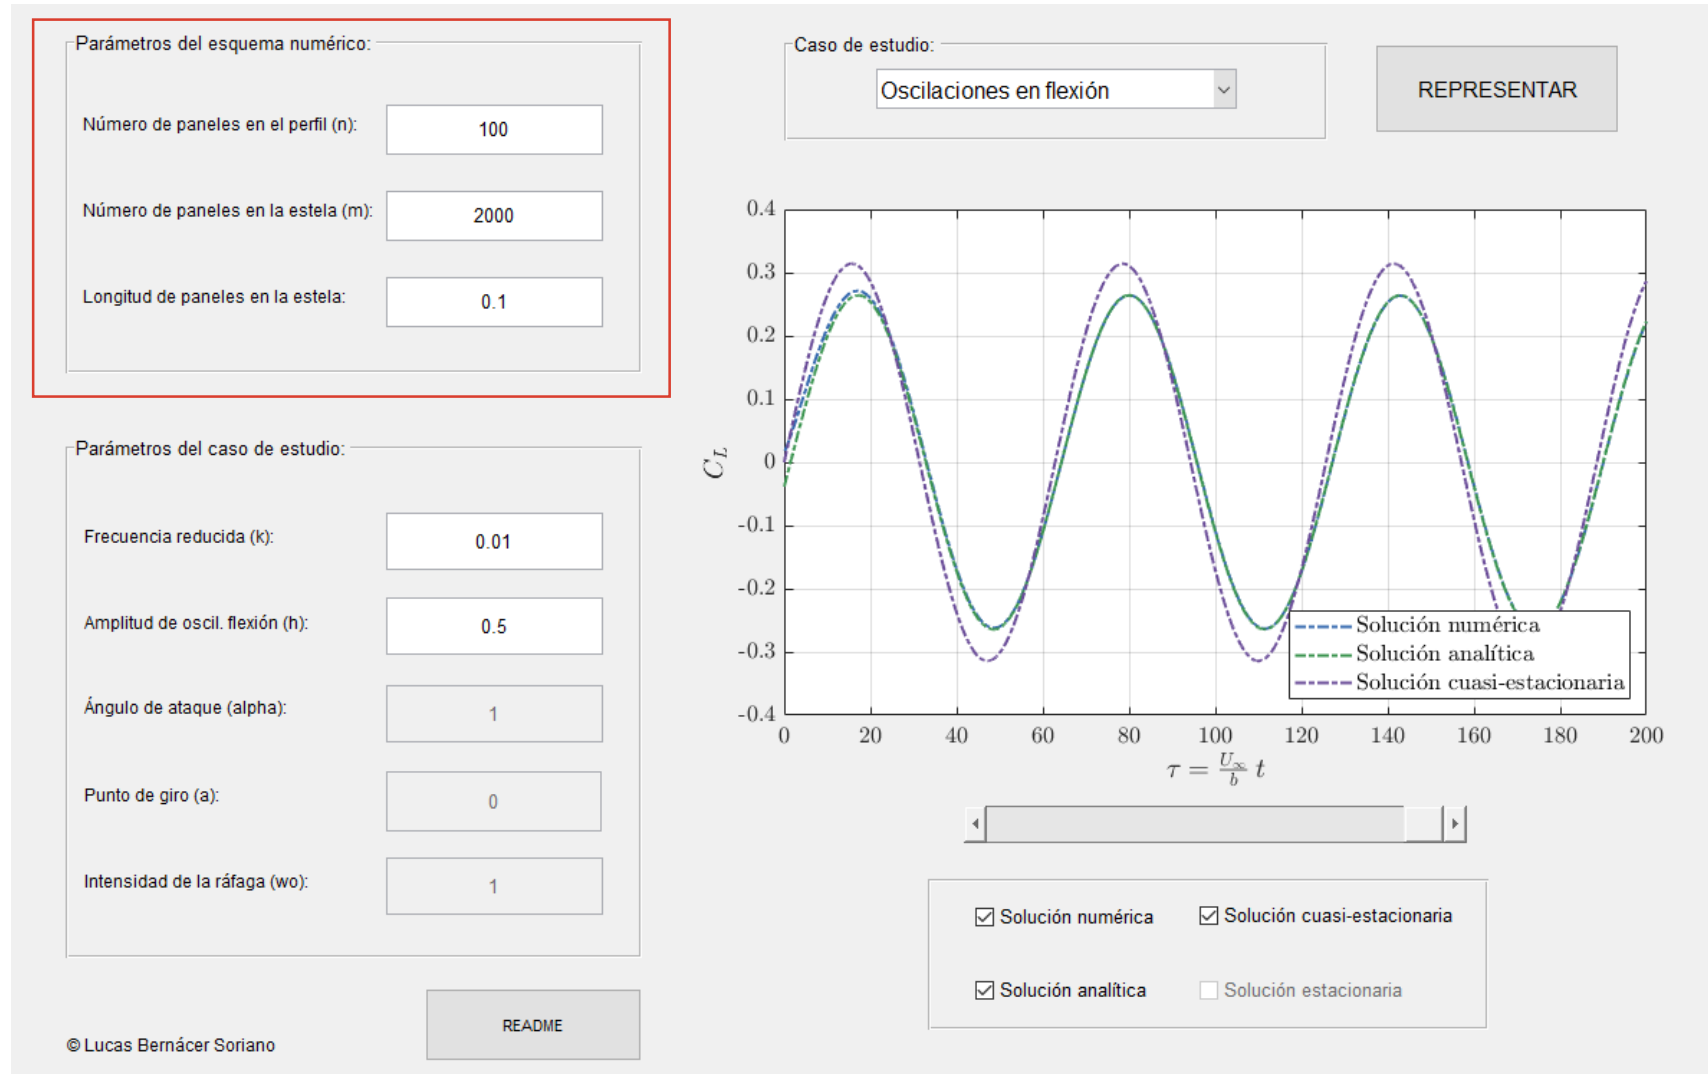 Parámetros del esquema numérico:
Número de paneles en el perfil (n):
100
Número de paneles en la estela (m):
2000
Longitud de paneles en la estela:
0.1
Parámetros del caso de estudio:
Frecuencia reducida (k):
0.01
Amplitud de oscil. flexión (h):
0.5
Ángulo de ataque (alpha):
1
Punto de giro (a):
0
Intensidad de la ráfaga (wo):
1
README
© Lucas Bernácer Soriano
Caso de estudio:
Oscilaciones en flexión
REPRESENTAR
0.4
0.3
0.2
0.1
0
-0.1
-0.2
-0.3
-0.4
C_L
Solución numérica
Solución analítica
Solución cuasi-estacionaria
0 20 40 60 80 100 120 140 160 180 200
τ = U∞/b t
Solución numérica
Solución cuasi-estacionaria
Solución analítica
Solución estacionaria